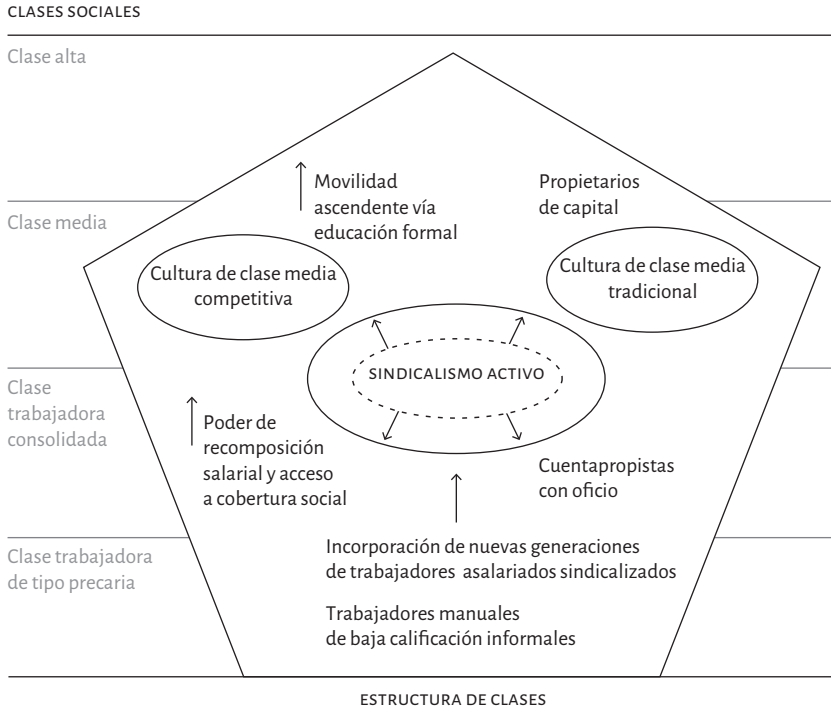 CLASES SOCIALES
Clase alta
Movilidad
ascendente vía
educación formal
Propietarios
de capital
Clase media
Cultura de clase media
competitiva
Cultura de clase media
tradicional
SINDICALISMO ACTIVO
Clase
trabajadora
consolidada
Poder de
recomposición
salarial y acceso
a cobertura social
Cuentapropistas
con oficio
Clase trabajadora
de tipo precaria
Incorporación de nuevas generaciones
de trabajadores asalariados sindicalizados
Trabajadores manuales
de baja calificación informales
ESTRUCTURA DE CLASES